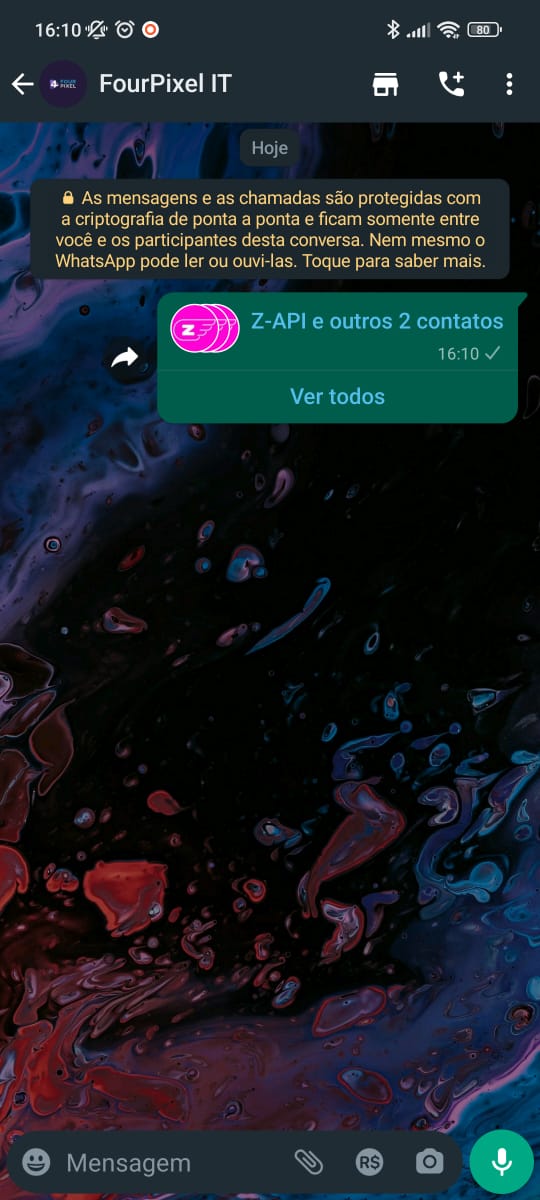 16:10
80
4 FOUR
PIXEL
FourPixel IT
Hoje
As mensagens e as chamadas são protegidas com
a criptografia de ponta a ponta e ficam somente entre
você e os participantes desta conversa. Nem mesmo o
WhatsApp pode ler ou ouvi-las. Toque para saber mais.
Z
Z-API e outros 2 contatos
16:10
Ver todos
Mensagem
R$